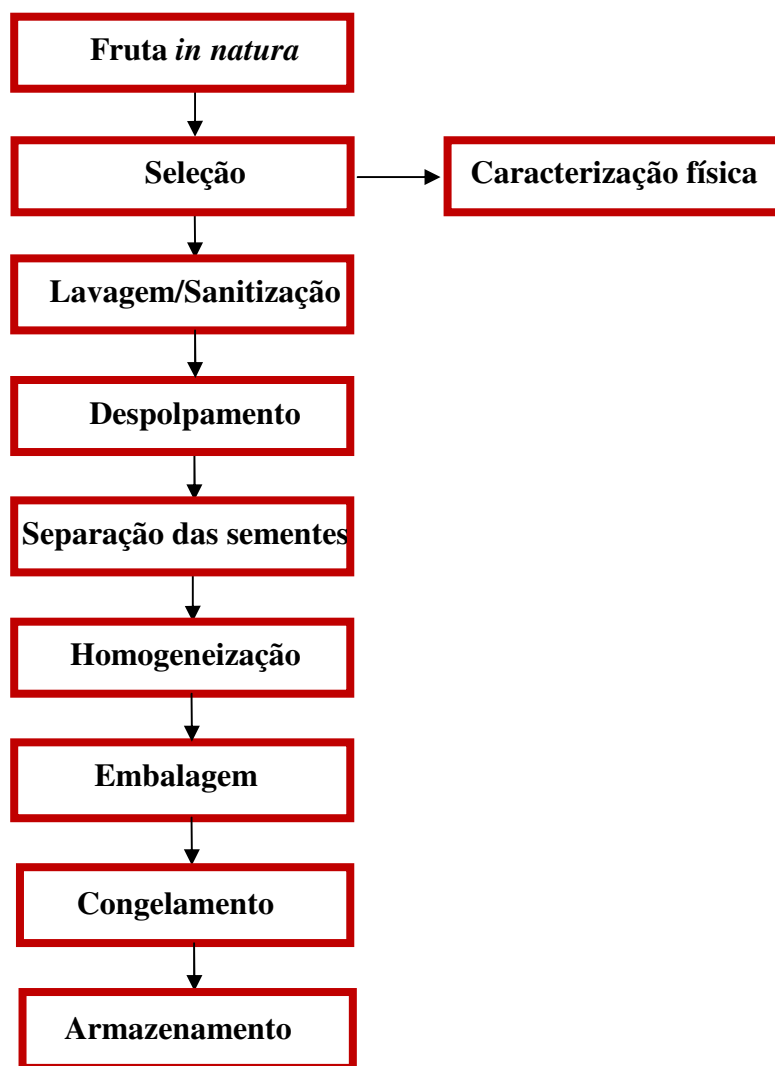 Fruta in natura
Seleção
Caracterização física
Lavagem/Sanitização
Despolpamento
Separação das sementes
Homogeneização
Embalagem
Congelamento
Armazenamento